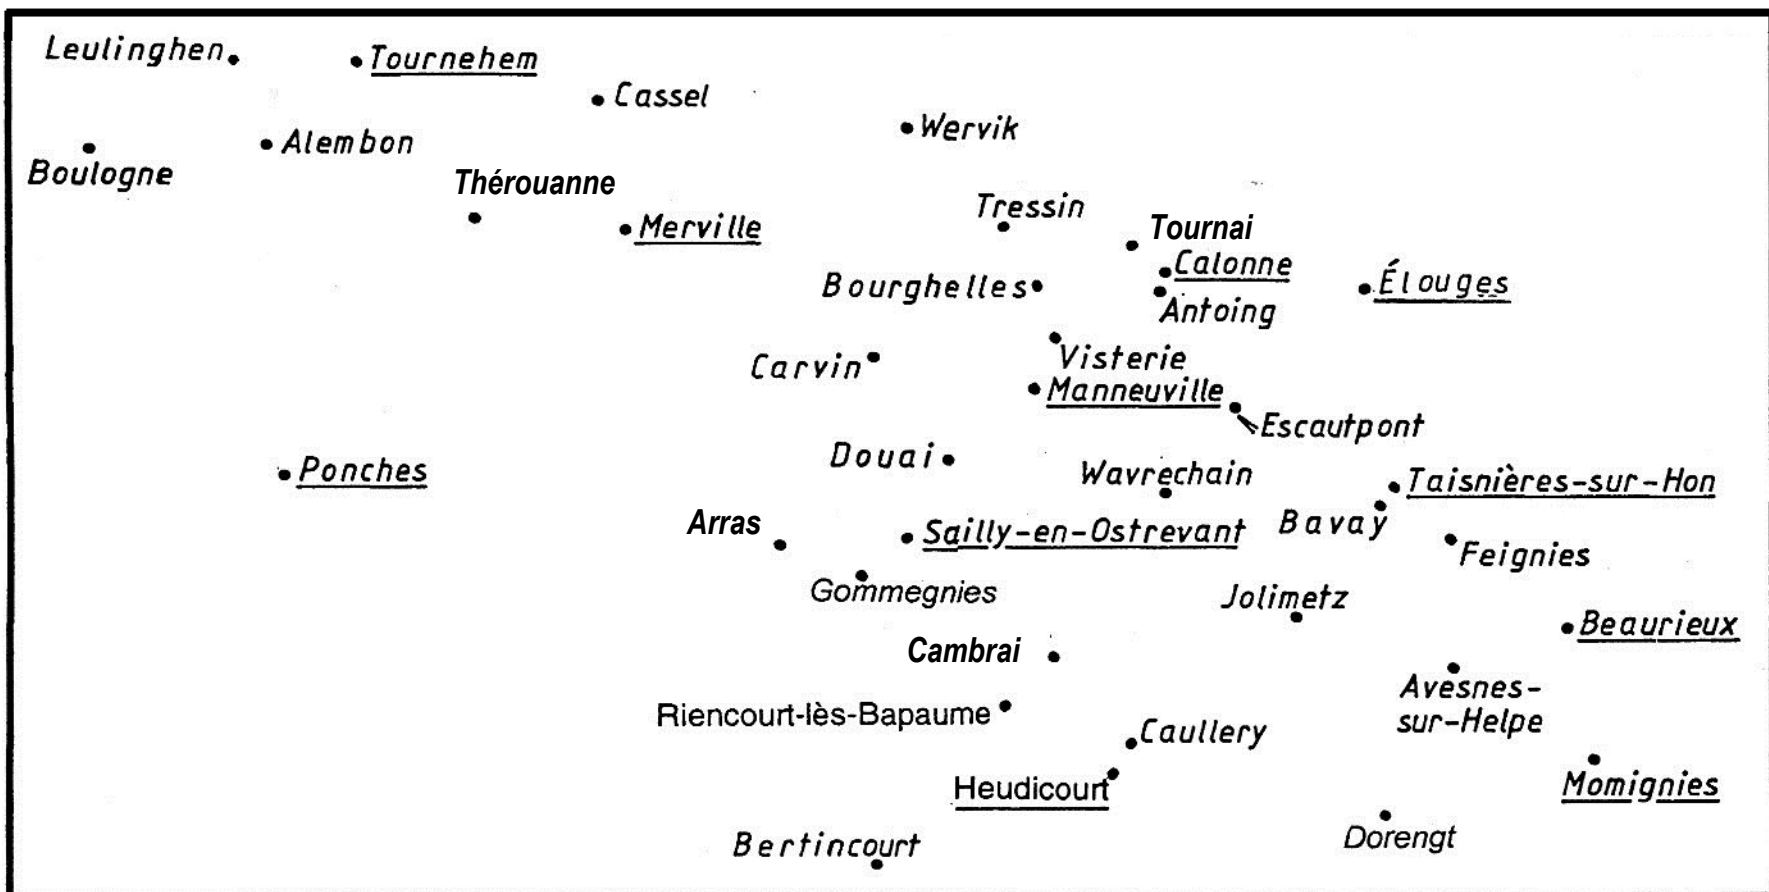 Leulinghen
Tournehem
Cassel
Wervik
Alembon
Boulogne
Thérouanne
Merville
Tressin
Tournai
Calonne
Élouges
Bourghelles
Antoing
Visterie
Carvin
Manneuville
Escautpont
Douai
Wavrechain
Ponches
Taisnières-sur-Hon
Arras
Sailly-en-Ostrevant
Bavay
Feignies
Gommegnies
Jolimetz
Beaurieux
Cambrai
Avesnes-
sur-Helpe
Riencourt-lès-Bapaume
Caullery
Heudicourt
Momignies
Bertincourt
Dorengt